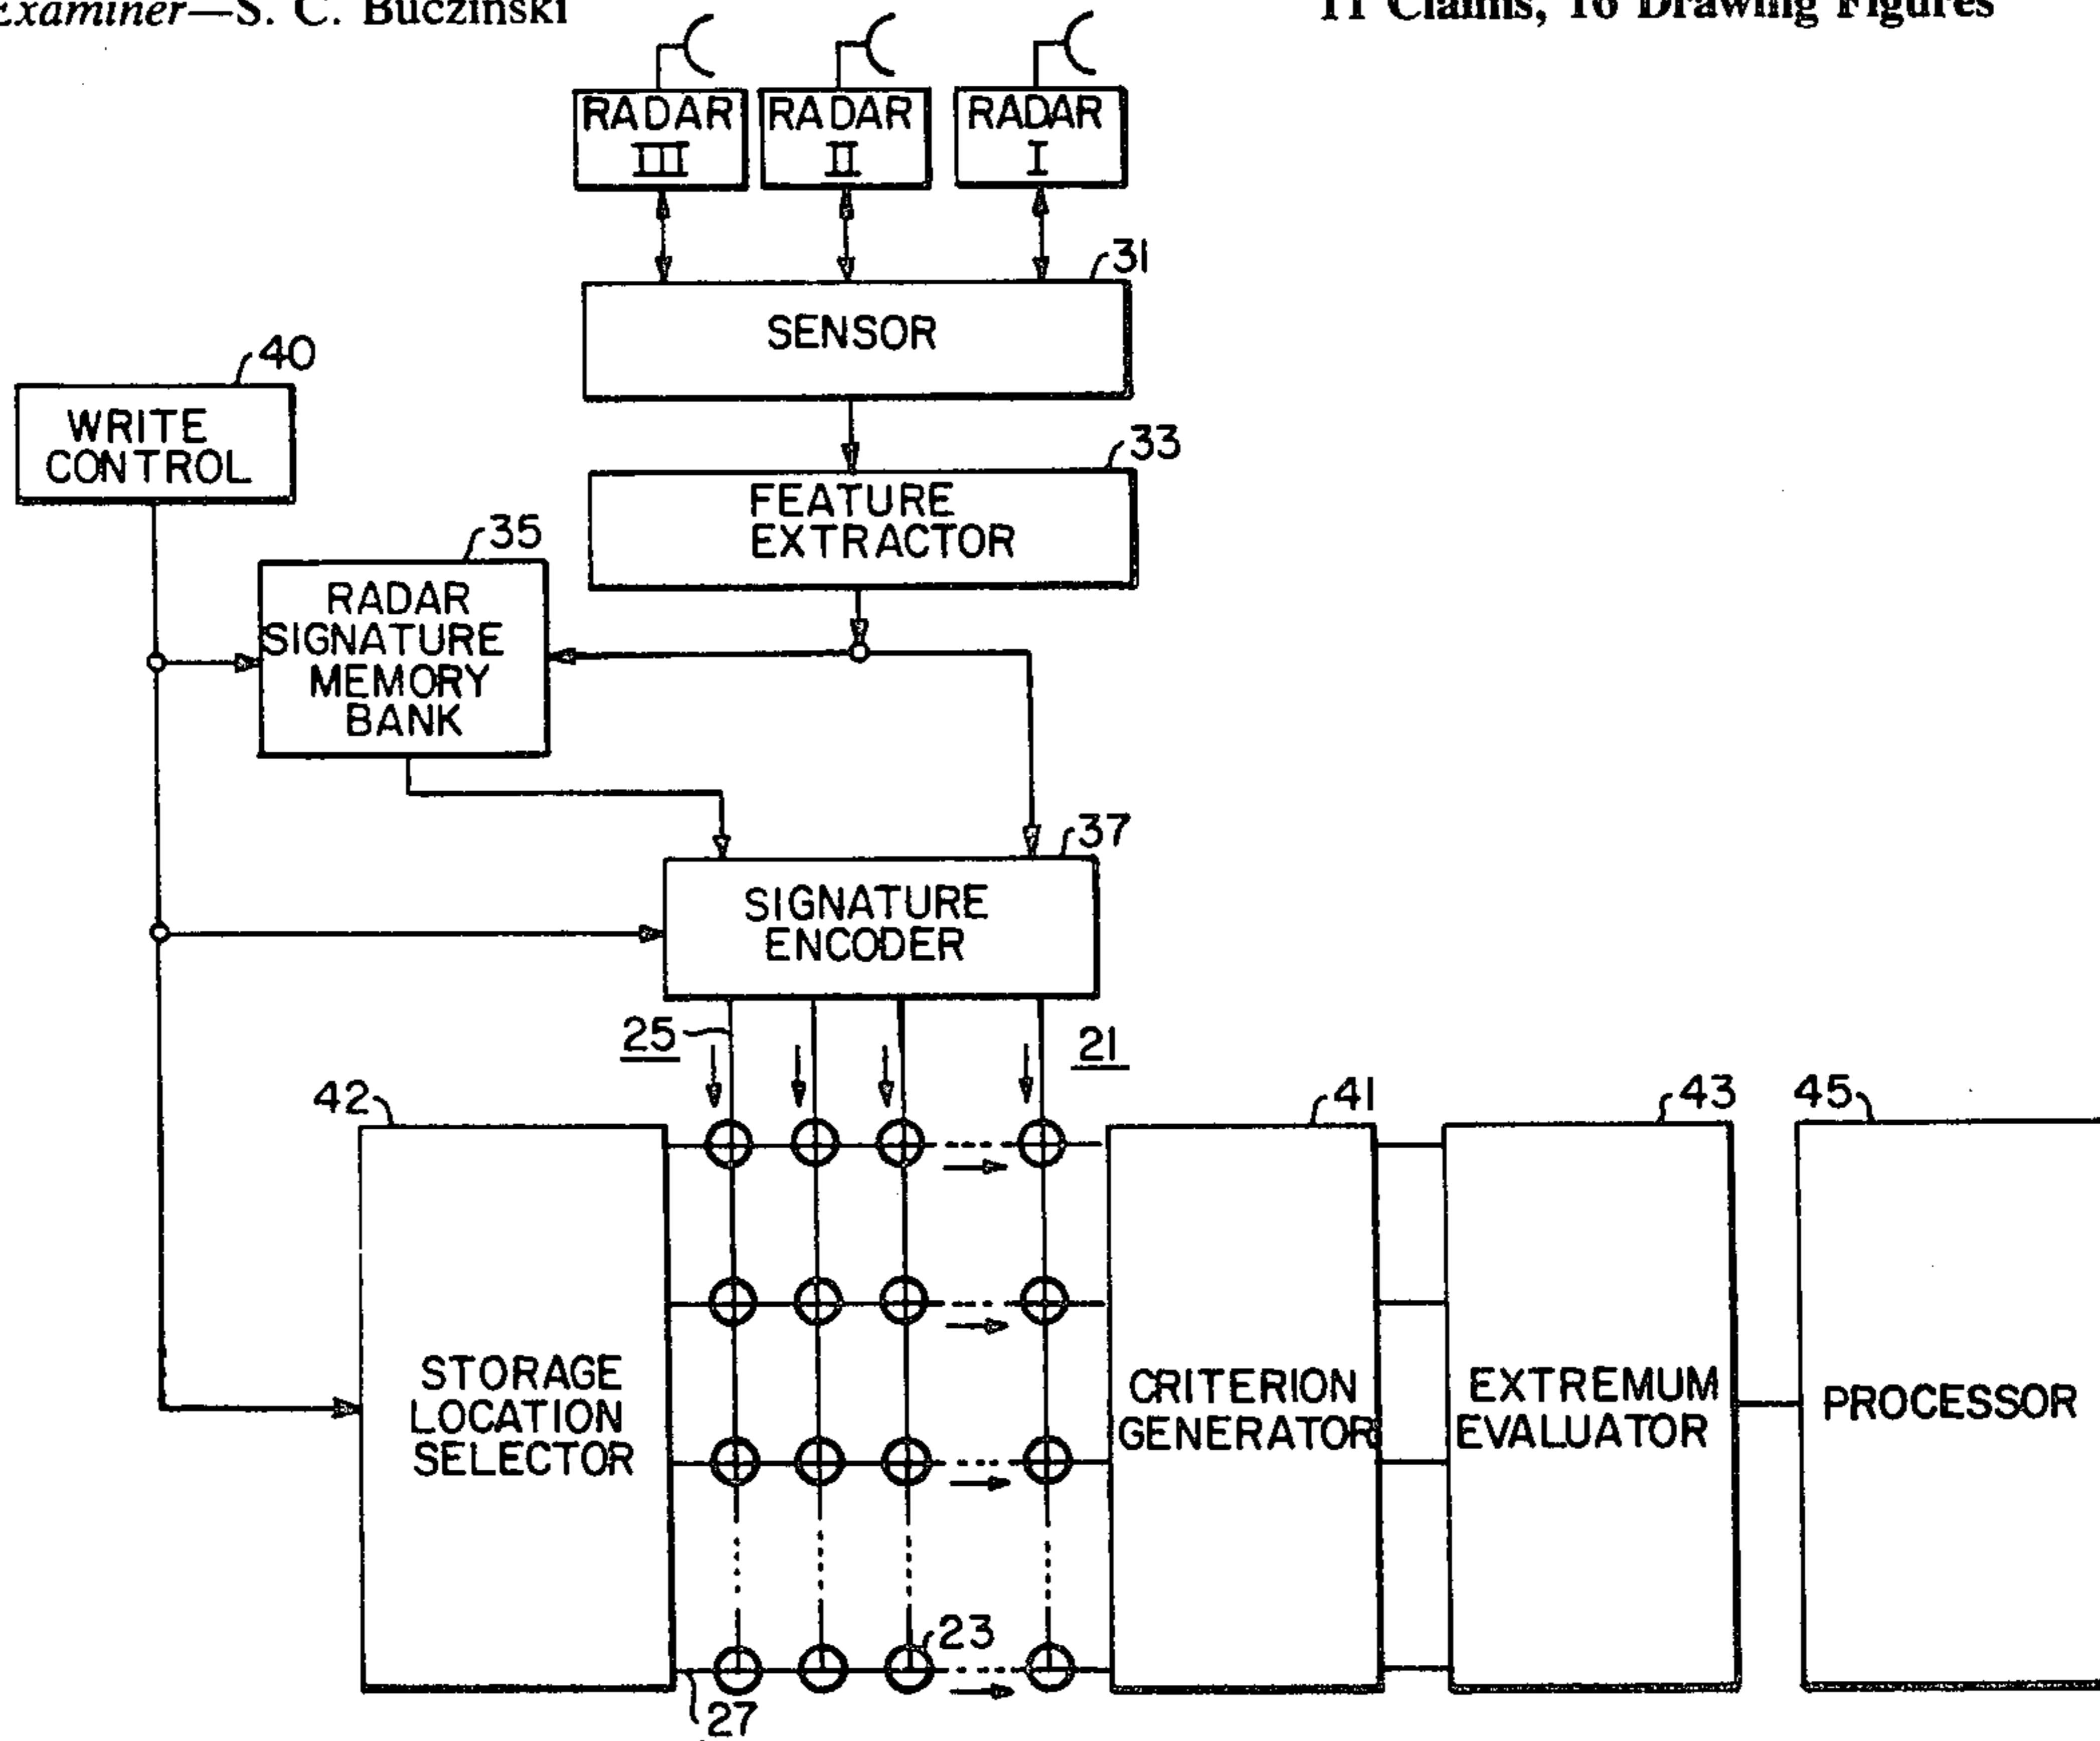 Examiner—S. C. Buczinski
11 Claims, 16 Drawing Figures
RADAR
III
RADAR
II
RADAR
I
31
SENSOR
40
WRITE
CONTROL
33
FEATURE
EXTRACTOR
35
RADAR
SIGNATURE
MEMORY
BANK
37
SIGNATURE
ENCODER
25
21
42
STORAGE
LOCATION
SELECTOR
41
CRITERION
GENERATOR
43
EXTREMUM
EVALUATOR
45
PROCESSOR
23
27